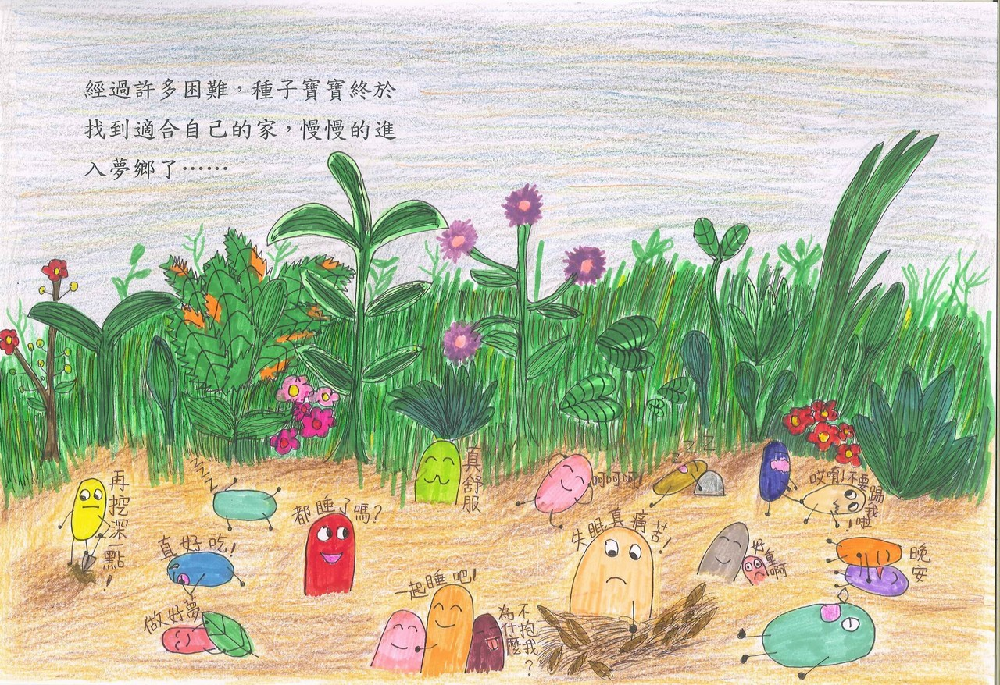 經過許多困難，種子寶寶終於
找到適合自己的家，慢慢的進
入夢鄉了……
再挖深一點！
ZZZ
真舒服
呵呵呵！
ZZZ
哎喲！不要
踢我啦
都睡了嗎？
真好吃！
失眠真痛苦！
好重啊
晚安
一起睡吧！
做好夢
為什麼
不抱我？